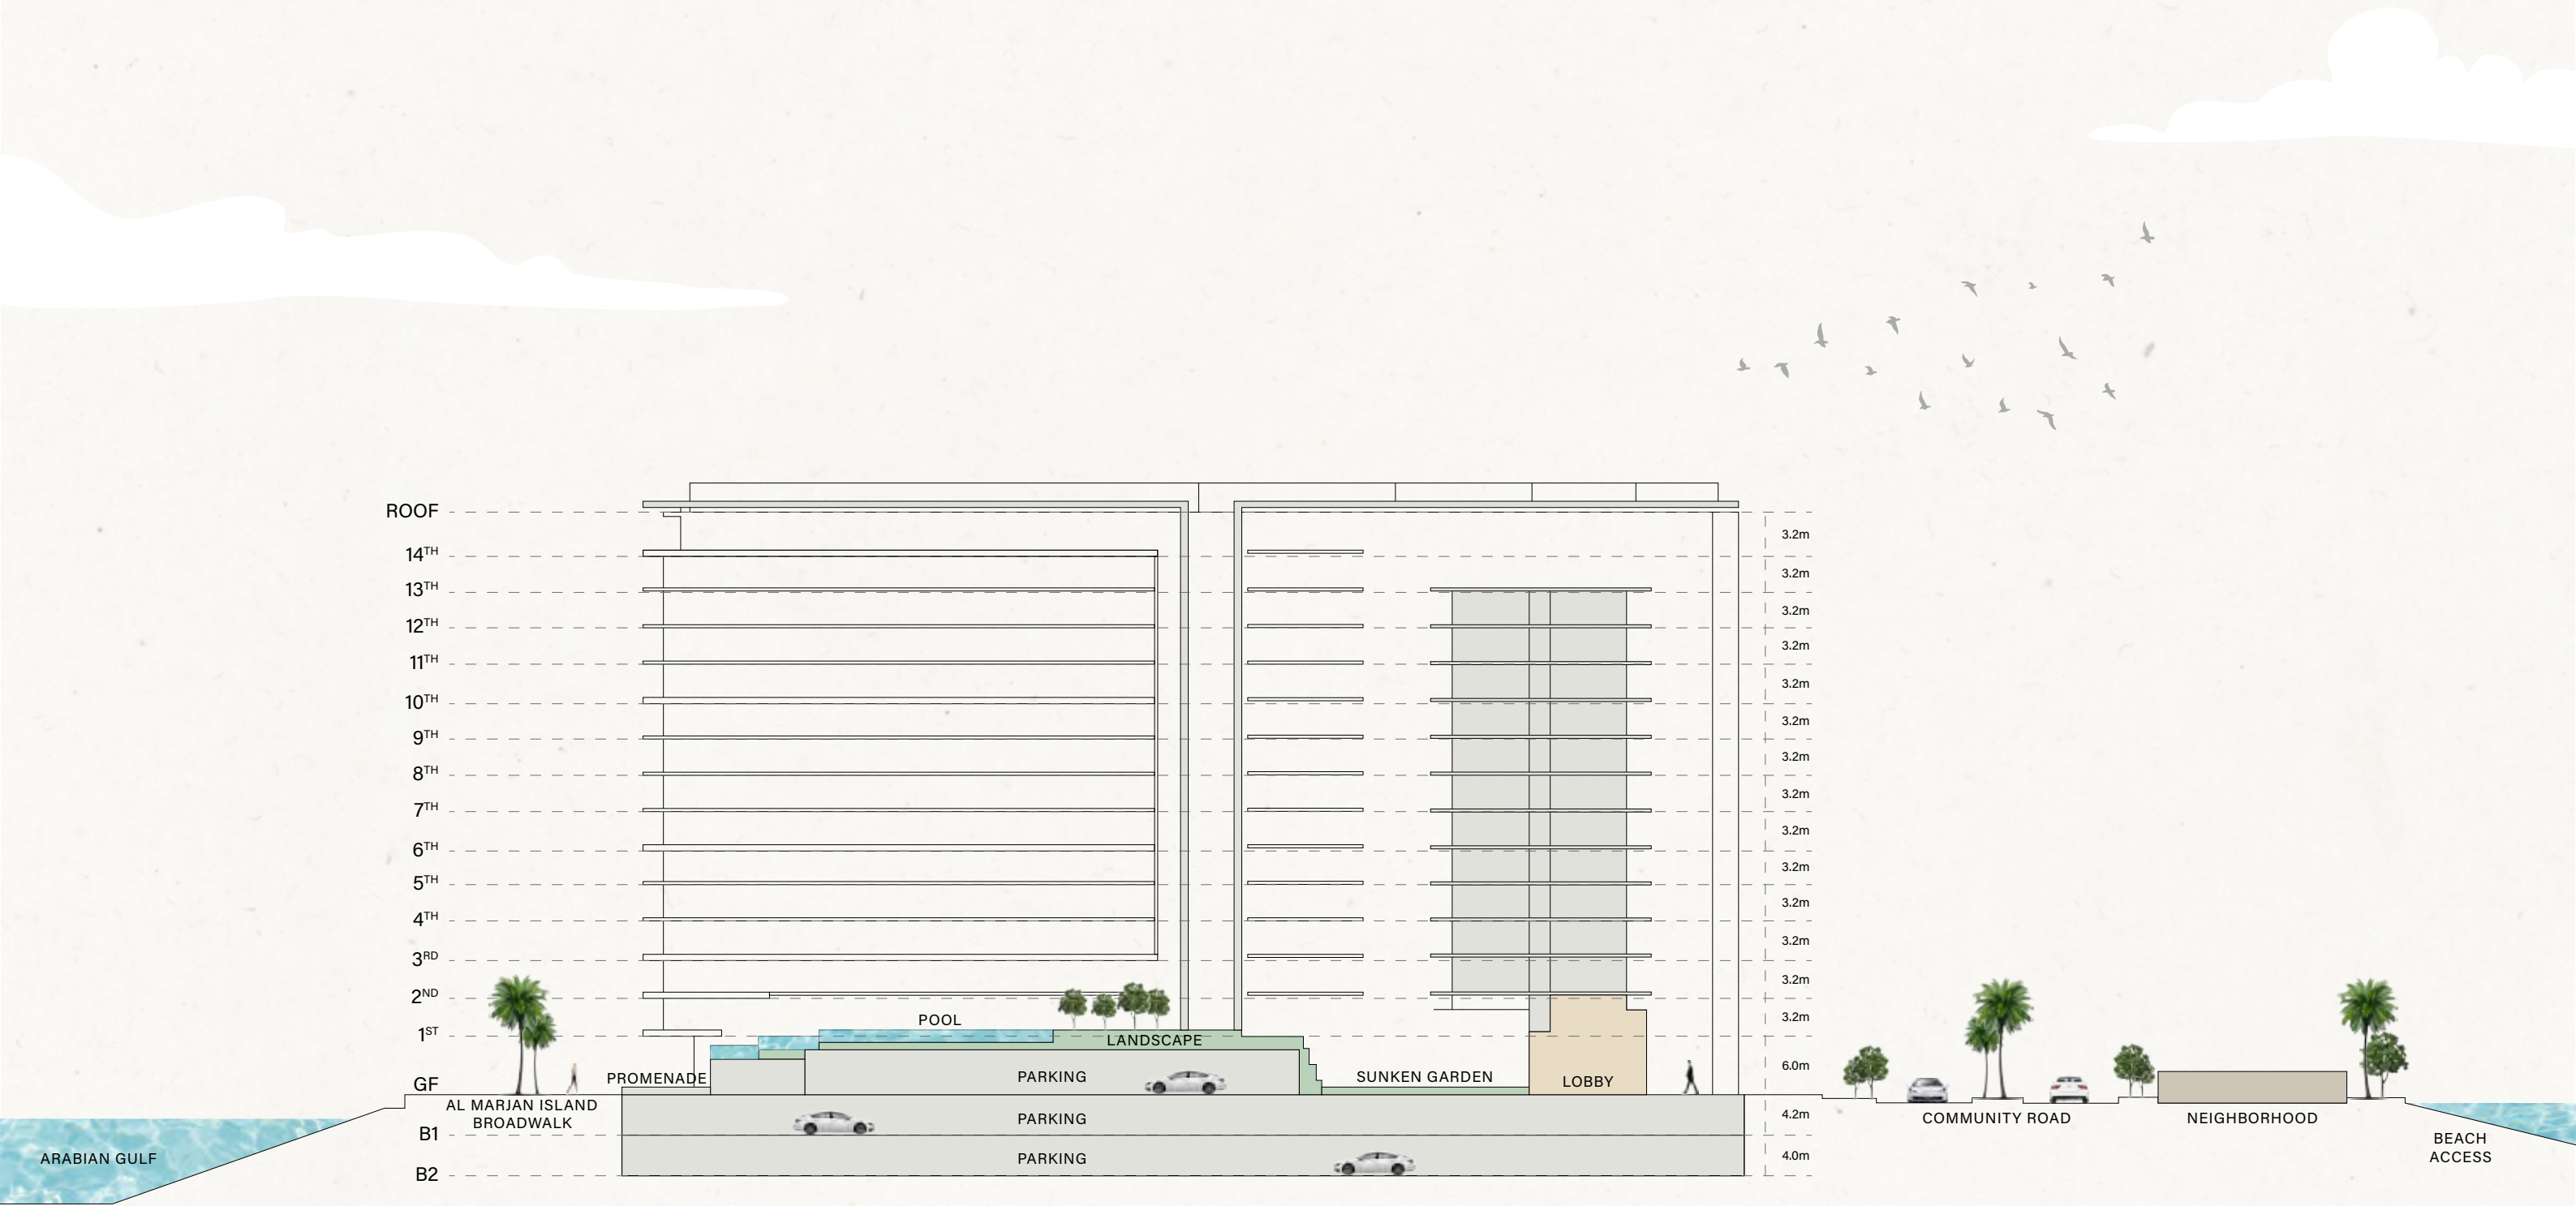 ROOF
3.2m
14TH
3.2m
13TH
3.2m
12TH
3.2m
11TH
3.2m
10TH
3.2m
9TH
3.2m
8TH
3.2m
7TH
3.2m
6TH
3.2m
5TH
3.2m
4TH
3.2m
3RD
3.2m
2ND
3.2m
POOL
1ST
LANDSCAPE
6.0m
GF
PROMENADE
PARKING
SUNKEN GARDEN
LOBBY
AL MARJAN ISLAND
BROADWALK
PARKING
4.2m
COMMUNITY ROAD
NEIGHBORHOOD
B1
ARABIAN GULF
PARKING
4.0m
BEACH
ACCESS
B2